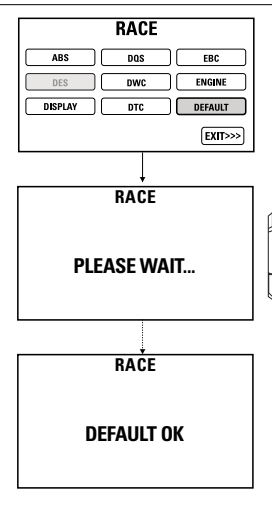 RACE
ABS DQS EBC
DES DWC ENGINE
DISPLAY DTC DEFAULT
EXIT>>>
RACE
PLEASE WAIT...
RACE
DEFAULT OK